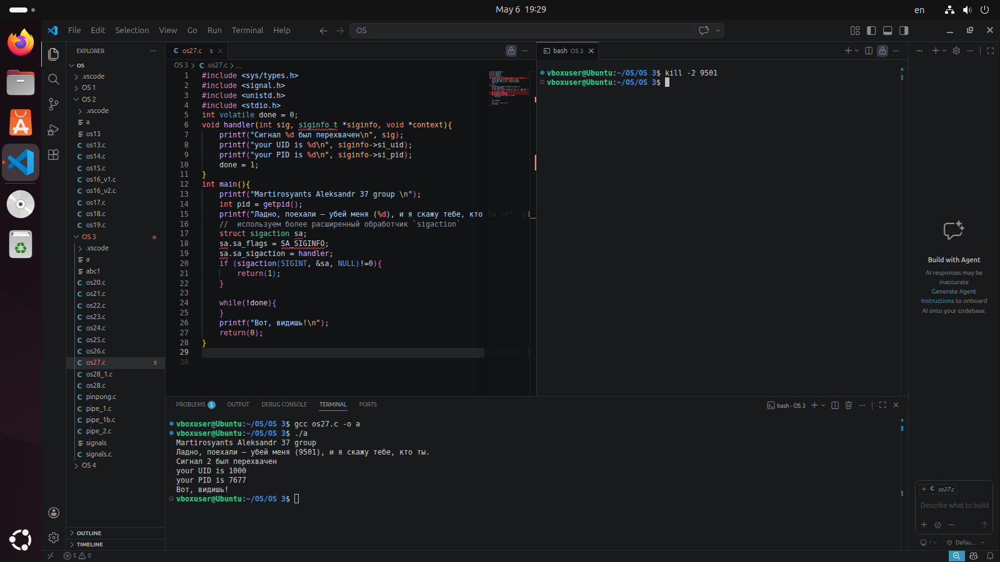 May 6 19:29
en
File Edit Selection View Go Run Terminal Help
OS
EXPLORER
OS
.vscode
OS 1
OS 2
.vscode
a
os13
os13.c
os14.c
os15.c
os16_v1.c
os16_v2.c
os17.c
os18.c
os19.c
OS 3
.vscode
a
abc1
os20.c
os21.c
os22.c
os23.c
os24.c
os25.c
os26.c
os27.c 5
os28_1.c
os28.c
pinpong.c
pipe_1.c
pipe_1b.c
pipe_2.c
signals
signals.c
OS 4
OUTLINE
TIMELINE
C os27.c 5
OS 3 > C os27.c > ...
1 #include <sys/types.h>
2 #include <signal.h>
3 #include <unistd.h>
4 #include <stdio.h>
5 int volatile done = 0;
6 void handler(int sig, siginfo_t *siginfo, void *context){
7 printf("Сигнал %d был перехвачен\n", sig);
8 printf("your UID is %d\n", siginfo->si_uid);
9 printf("your PID is %d\n", siginfo->si_pid);
10 done = 1;
11 }
12 int main(){
13 printf("Martirosyants Aleksandr 37 group \n");
14 int pid = getpid();
15 printf("Ладно, поехали — убей меня (%d), и я скажу тебе, кто ты.\n", pi
16 // используем более расширенный обработчик `sigaction`
17 struct sigaction sa;
18 sa.sa_flags = SA_SIGINFO;
19 sa.sa_sigaction = handler;
20 if (sigaction(SIGINT, &sa, NULL)!=0){
21 return(1);
22 }
23
24 while(!done){
25 }
26 printf("Вот, видишь!\n");
27 return(0);
28 }
29
30
bash OS 3
vboxuser@Ubuntu:~/OS/OS 3$ kill -2 9501
vboxuser@Ubuntu:~/OS/OS 3$
PROBLEMS 5 OUTPUT DEBUG CONSOLE TERMINAL PORTS
bash - OS 3
vboxuser@Ubuntu:~/OS/OS 3$ gcc os27.c -o a
vboxuser@Ubuntu:~/OS/OS 3$ ./a
Martirosyants Aleksandr 37 group
Ладно, поехали — убей меня (9501), и я скажу тебе, кто ты.
Сигнал 2 был перехвачен
your UID is 1000
your PID is 7677
Вот, видишь!
vboxuser@Ubuntu:~/OS/OS 3$
Build with Agent
AI responses may be
inaccurate
Generate Agent
Instructions to onboard
AI onto your codebase.
+ C os27.c
Describe what to build
Defau...
5 0